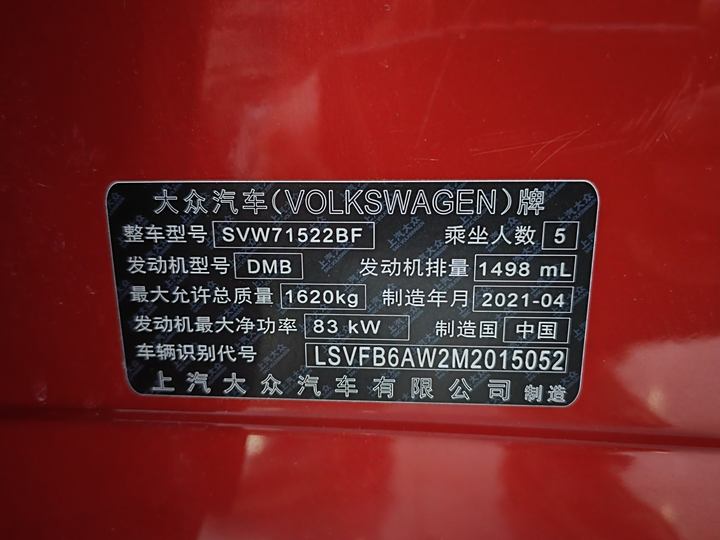 大众汽车(VOLKSWAGEN)牌
整车型号 SVW71522BF 乘坐人数 5
发动机型号 DMB 发动机排量 1498 mL
最大允许总质量 1620kg 制造年月 2021-04
发动机最大净功率 83 kW 制造国 中国
车辆识别代号 LSVFB6AW2M2015052
上汽大众汽车有限公司 制造